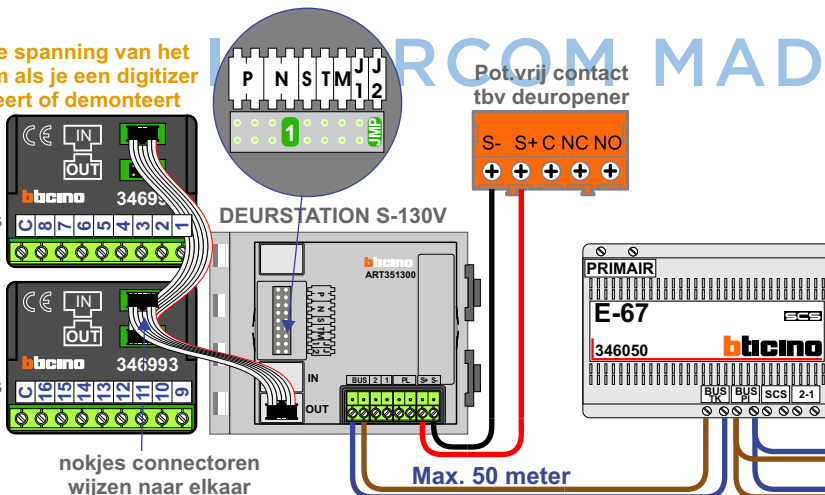 e spanning van het
m als je een digitizer
eert of demonteert
INTERCOM MAD
P N S T M J1 J2
1 JMP
Pot.vrij contact
tbv deuropener
S- S+ C NC NO
CE IN
OUT
bticino 34699
C 8 7 6 5 4 3 2 1
s
DEURSTATION S-130V
bticino
ART351300
P N S T M J1 J2
IN
OUT
BUS 2 1 PL S+ S-
CE IN
OUT
bticino 346993
C 16 15 14 13 12 11 10 9
s
nokjes connectoren
wijzen naar elkaar
Max. 50 meter
PRIMAIR
E-67
SCS
346050 bticino
BUS TK BUS PI SCS 2-1